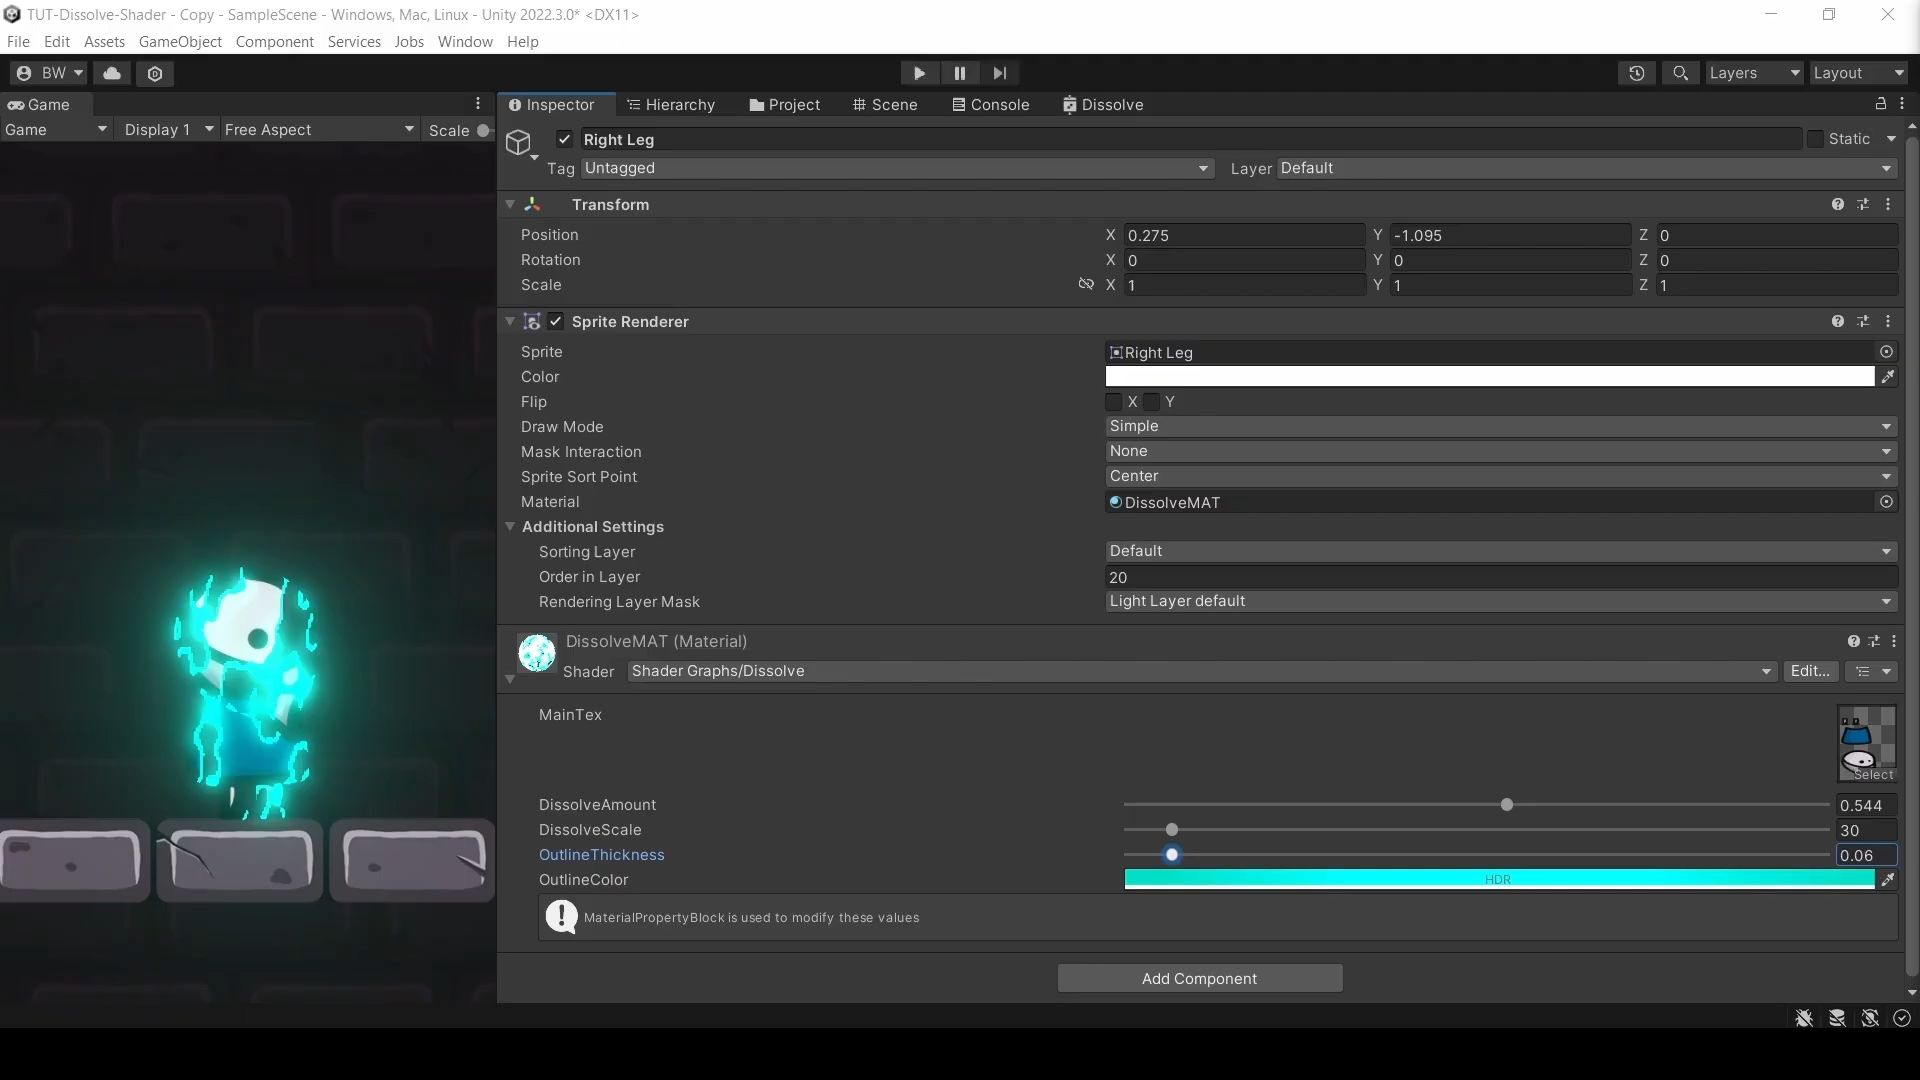 TUT-Dissolve-Shader - Copy - SampleScene - Windows, Mac, Linux - Unity 2022.3.0* <DX11>
File Edit Assets GameObject Component Services Jobs Window Help
BW Layers Layout
Game Inspector Hierarchy Project Scene Console Dissolve
Game Display 1 Free Aspect Scale
Right Leg Static
Tag Untagged Layer Default
Transform
Position X 0.275 Y -1.095 Z 0
Rotation X 0 Y 0 Z 0
Scale X 1 Y 1 Z 1
Sprite Renderer
Sprite Right Leg
Color
Flip X Y
Draw Mode Simple
Mask Interaction None
Sprite Sort Point Center
Material DissolveMAT
Additional Settings
Sorting Layer Default
Order in Layer 20
Rendering Layer Mask Light Layer default
DissolveMAT (Material)
Shader Shader Graphs/Dissolve Edit...
MainTex
Select
DissolveAmount 0.544
DissolveScale 30
OutlineThickness 0.06
OutlineColor HDR
MaterialPropertyBlock is used to modify these values
Add Component